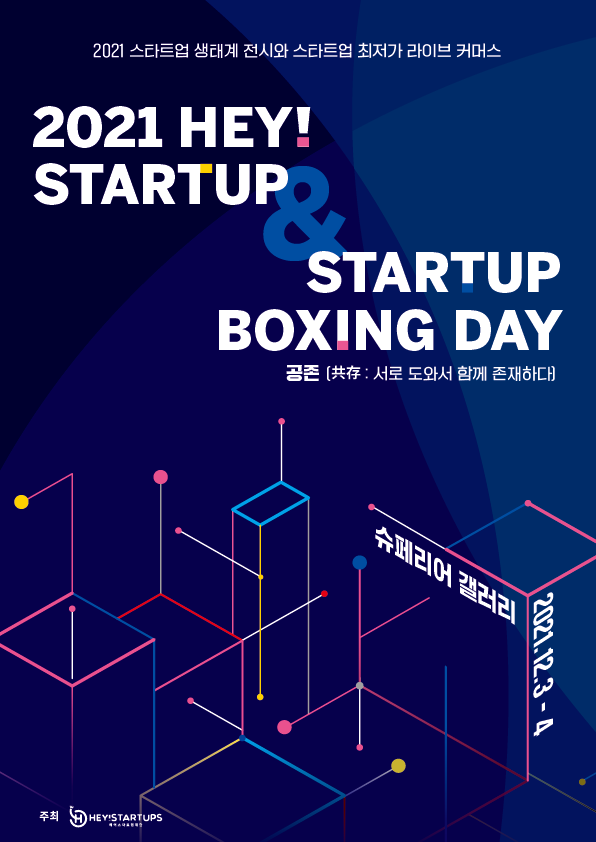 2021 스타트업 생태계 전시와 스타트업 최저가 라이브 커머스
2021 HEY!
STARTUP
&
STARTUP
BOXING DAY
공존 (共存 : 서로 도와서 함께 존재하다)
슈페리어 갤러리
2021.12.3 - 4
주최
HEY!STARTUPS